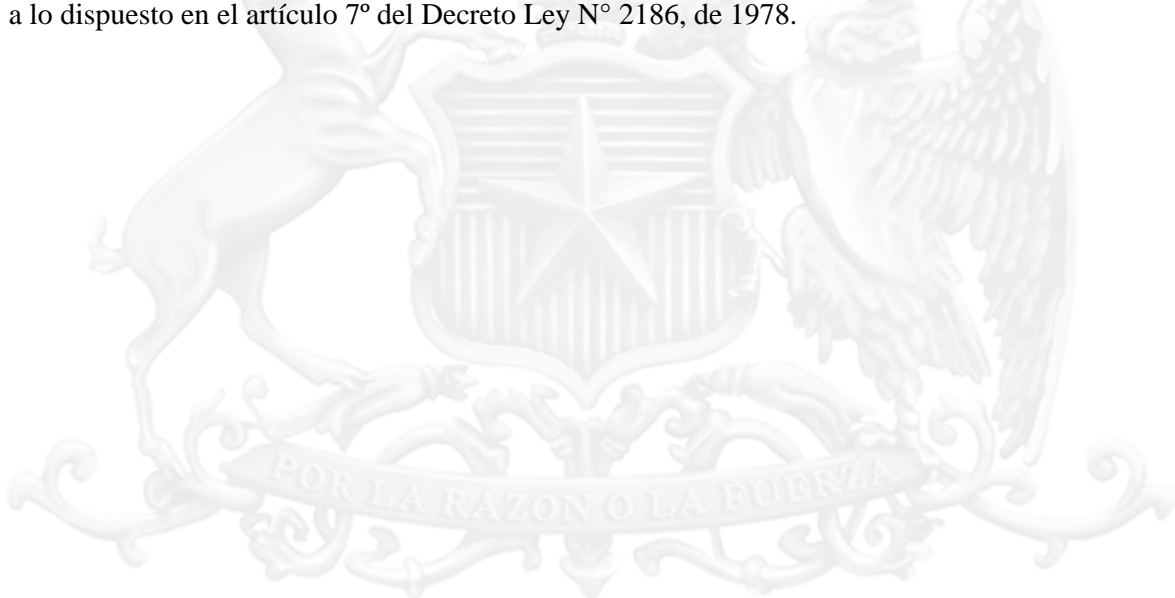 a lo dispuesto en el artículo 7º del Decreto Ley N° 2186, de 1978.
POR LA RAZON O LA FUERZA